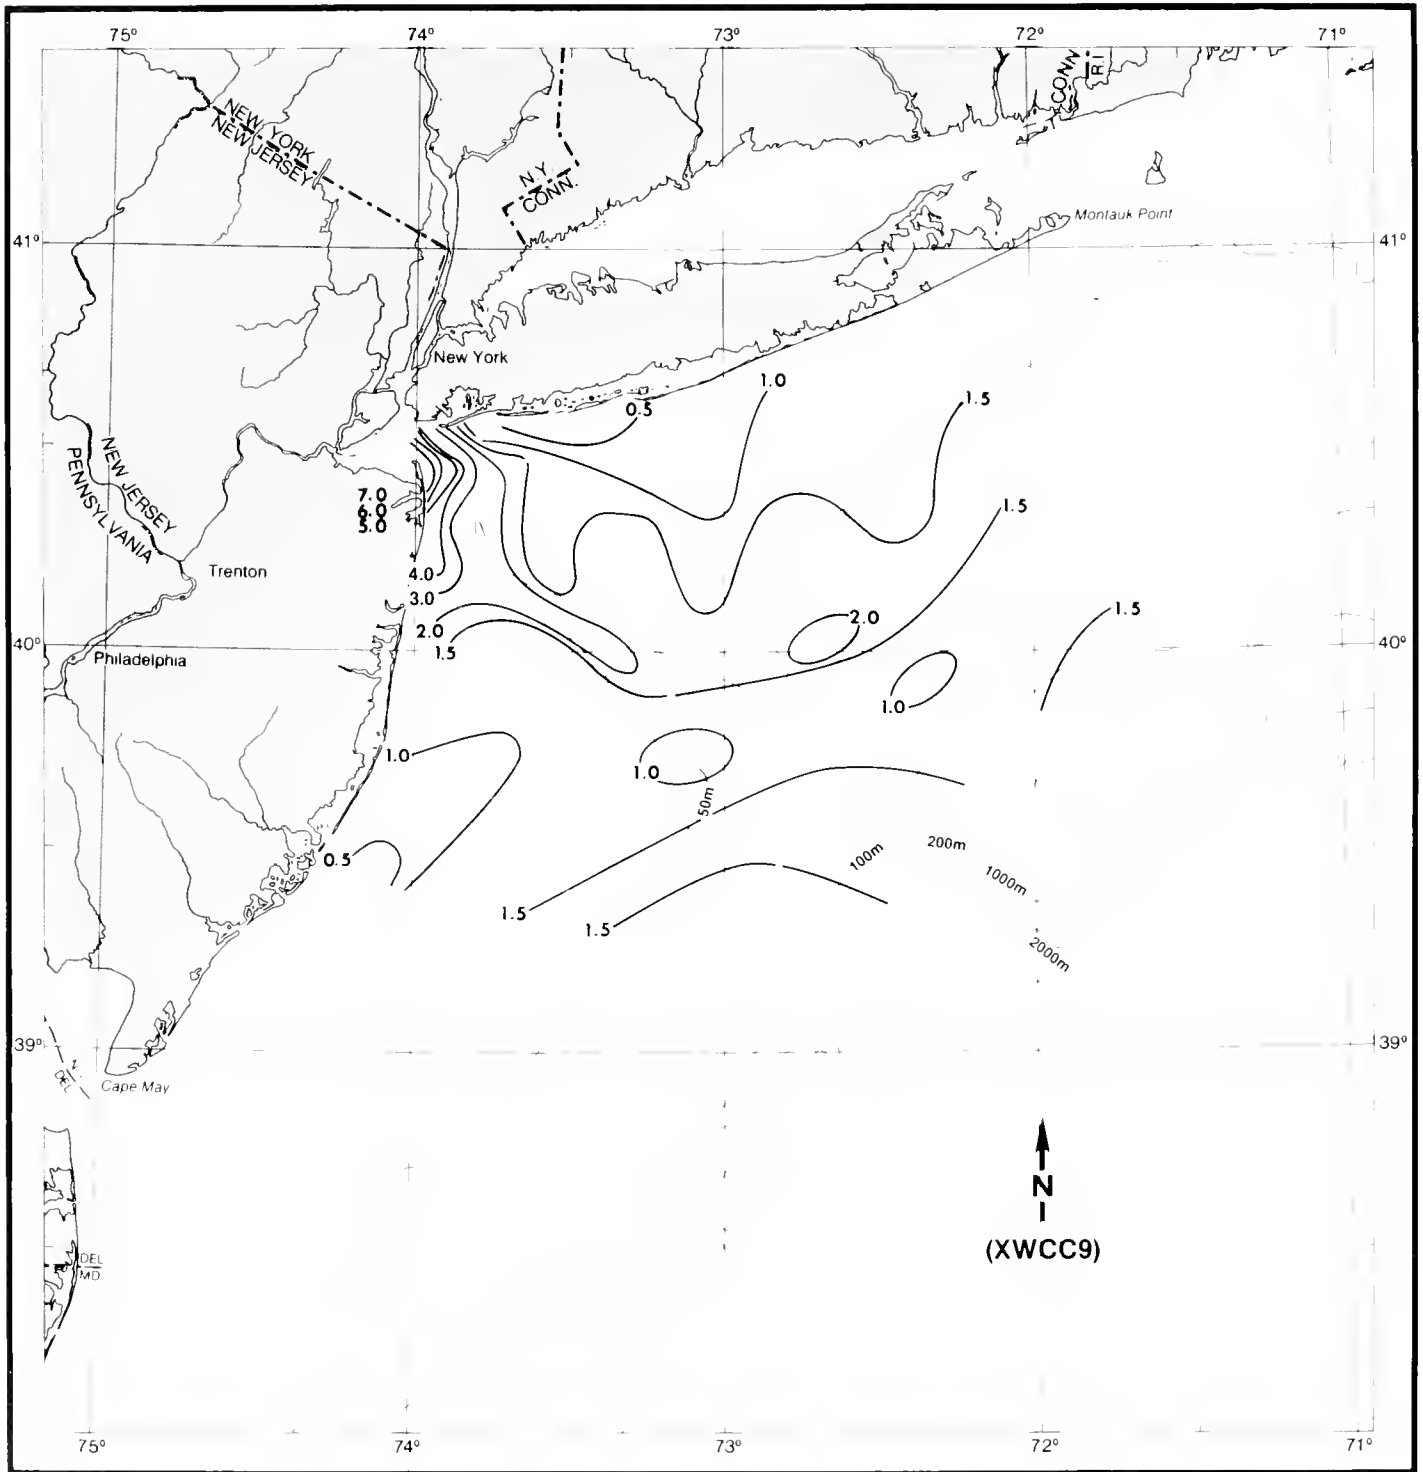 75° 74° 73° 72° 71°
CONN
R.I
NEW YORK
NEW JERSEY
N.Y
CONN.
Montauk Point
41° 41°
New York
1.0
0.5
1.5
NEW JERSEY
PENNSYLVANIA
7.0
6.0
5.0
1.5
Trenton
4.0
3.0
1.5
2.0
2.0
40° 40°
1.5
Philadelphia
1.0
1.0
1.0
50m
0.5
100m
200m
1000m
1.5
1.5
2000m
39° 39°
DEL
Cape May
N
(XWCC9)
DEL
MD
75° 74° 73° 72° 71°